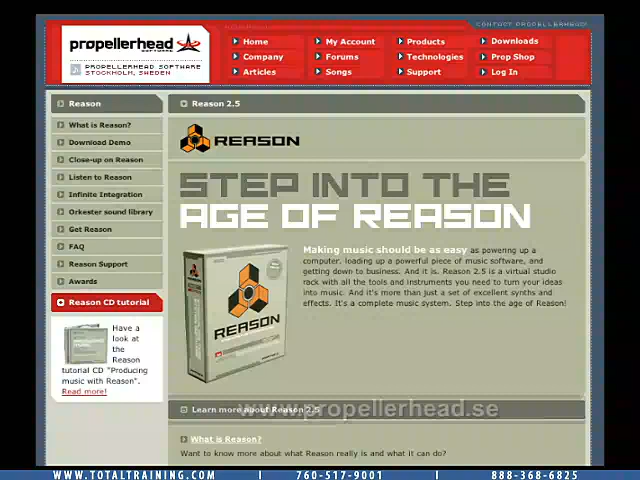 CONTACT PROPELLERHEAD!
propellerhead
SOFTWARE
PROPELLERHEAD SOFTWARE
STOCKHOLM, SWEDEN
Home
My Account
Products
Downloads
Company
Forums
Technologies
Prop Shop
Articles
Songs
Support
Log In
Reason
What is Reason?
Download Demo
Close-up on Reason
Listen to Reason
Infinite Integration
Orkester sound library
Get Reason
FAQ
Reason Support
Awards
Reason CD tutorial
Have a
look at
the
Reason
tutorial CD "Producing
music with Reason".
Read more!
Reason 2.5
REASON
STEP INTO THE
AGE OF REASON
REASON
Making music should be as easy as powering up a
computer, loading up a powerful piece of music software, and
getting down to business. And it is. Reason 2.5 is a virtual studio
rack with all the tools and instruments you need to turn your ideas
into music. And it's more than just a set of excellent synths and
effects. It's a complete music system. Step into the age of Reason!
Learn more about Reason 2.5
www.propellerhead.se
What is Reason?
Want to know more about what Reason really is and what it can do?
WWW.TOTALTRAINING.COM | 760-517-9001 | 888-368-6825